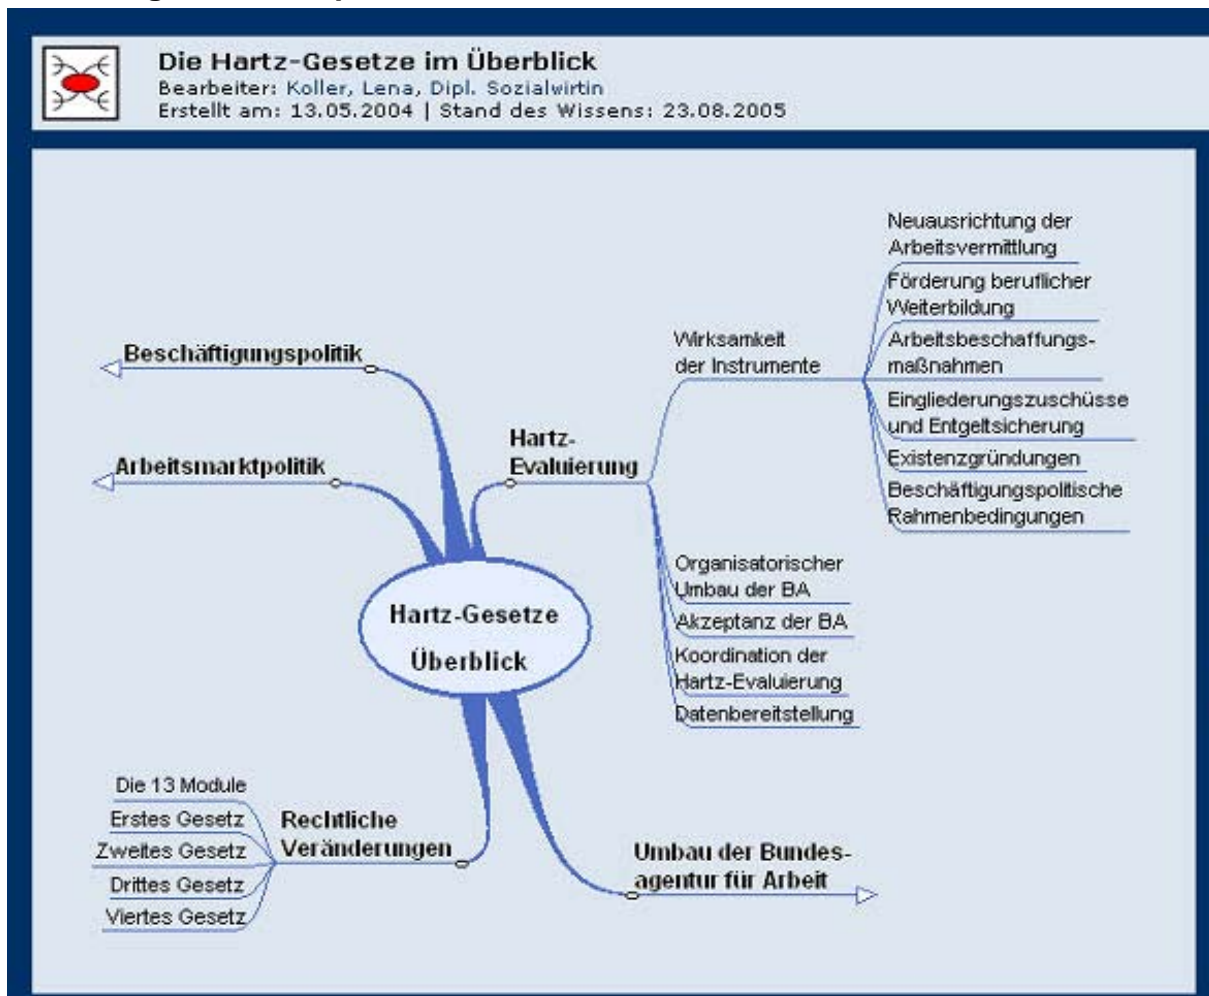 Die Hartz-Gesetze im Überblick
Bearbeiter: Koller, Lena, Dipl. Sozialwirtin
Erstellt am: 13.05.2004 | Stand des Wissens: 23.08.2005
Beschäftigungspolitik
Arbeitsmarktpolitik
Hartz-
Evaluierung
Wirksamkeit
der Instrumente
Neuausrichtung der
Arbeitsvermittlung
Förderung beruflicher
Weiterbildung
Arbeitsbeschaffungs-
maßnahmen
Eingliederungszuschüsse
und Entgeltsicherung
Existenzgründungen
Beschäftigungspolitische
Rahmenbedingungen
Organisatorischer
Umbau der BA
Akzeptanz der BA
Koordination der
Hartz-Evaluierung
Datenbereitstellung
Hartz-Gesetze
Überblick
Die 13 Module
Erstes Gesetz
Zweites Gesetz
Drittes Gesetz
Viertes Gesetz
Rechtliche
Veränderungen
Umbau der Bundes-
agentur für Arbeit